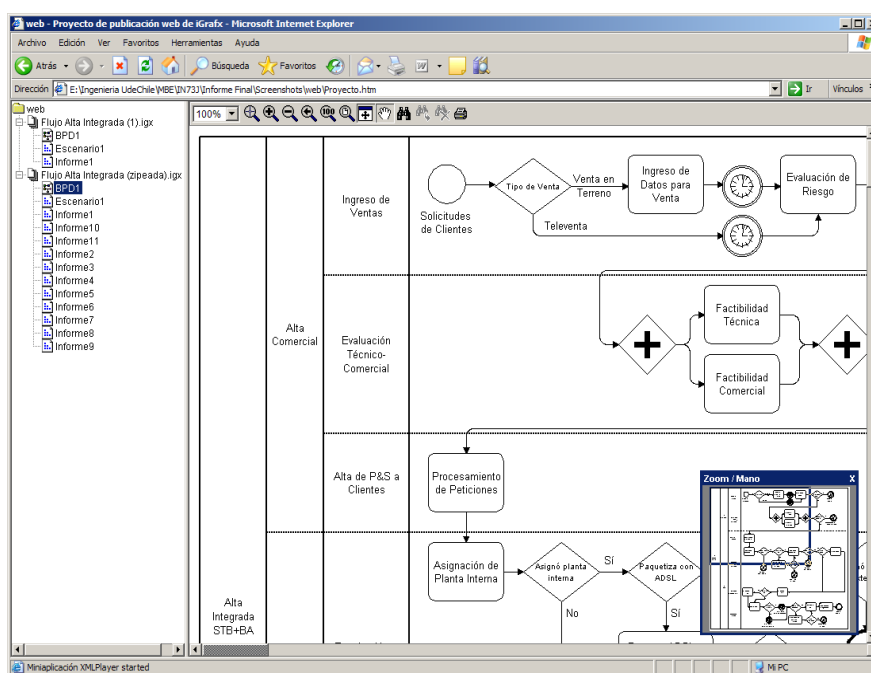 web - Proyecto de publicación web de iGrafx - Microsoft Internet Explorer
Archivo Edición Ver Favoritos Herramientas Ayuda
Atrás Búsqueda Favoritos
Dirección E:\Ingenieria UdeChile\MBE\IN73J\Informe Final\Screenshots\web\Proyecto.htm Ir Vínculos
web
Flujo Alta Integrada (1).igx
BPD1
Escenario1
Informe1
Flujo Alta Integrada (zipeada).igx
BPD1
Escenario1
Informe1
Informe10
Informe11
Informe2
Informe3
Informe4
Informe5
Informe6
Informe7
Informe8
Informe9
100%
100
Alta
Integrada
STB+BA
Alta
Comercial
Ingreso de
Ventas
Solicitudes
de Clientes
Tipo de Venta
Venta en
Terreno
Televenta
Ingreso de
Datos para
Venta
Evaluación de
Riesgo
Evaluación
Técnico-
Comercial
Factibilidad
Técnica
Factibilidad
Comercial
Alta de P&S a
Clientes
Procesamiento
de Peticiones
Asignación de
Planta Interna
Asignó planta
interna
Sí
No
Paquetiza con
ADSL
Sí
Zoom / Mano X
Miniaplicación XMLPlayer started
Mi PC